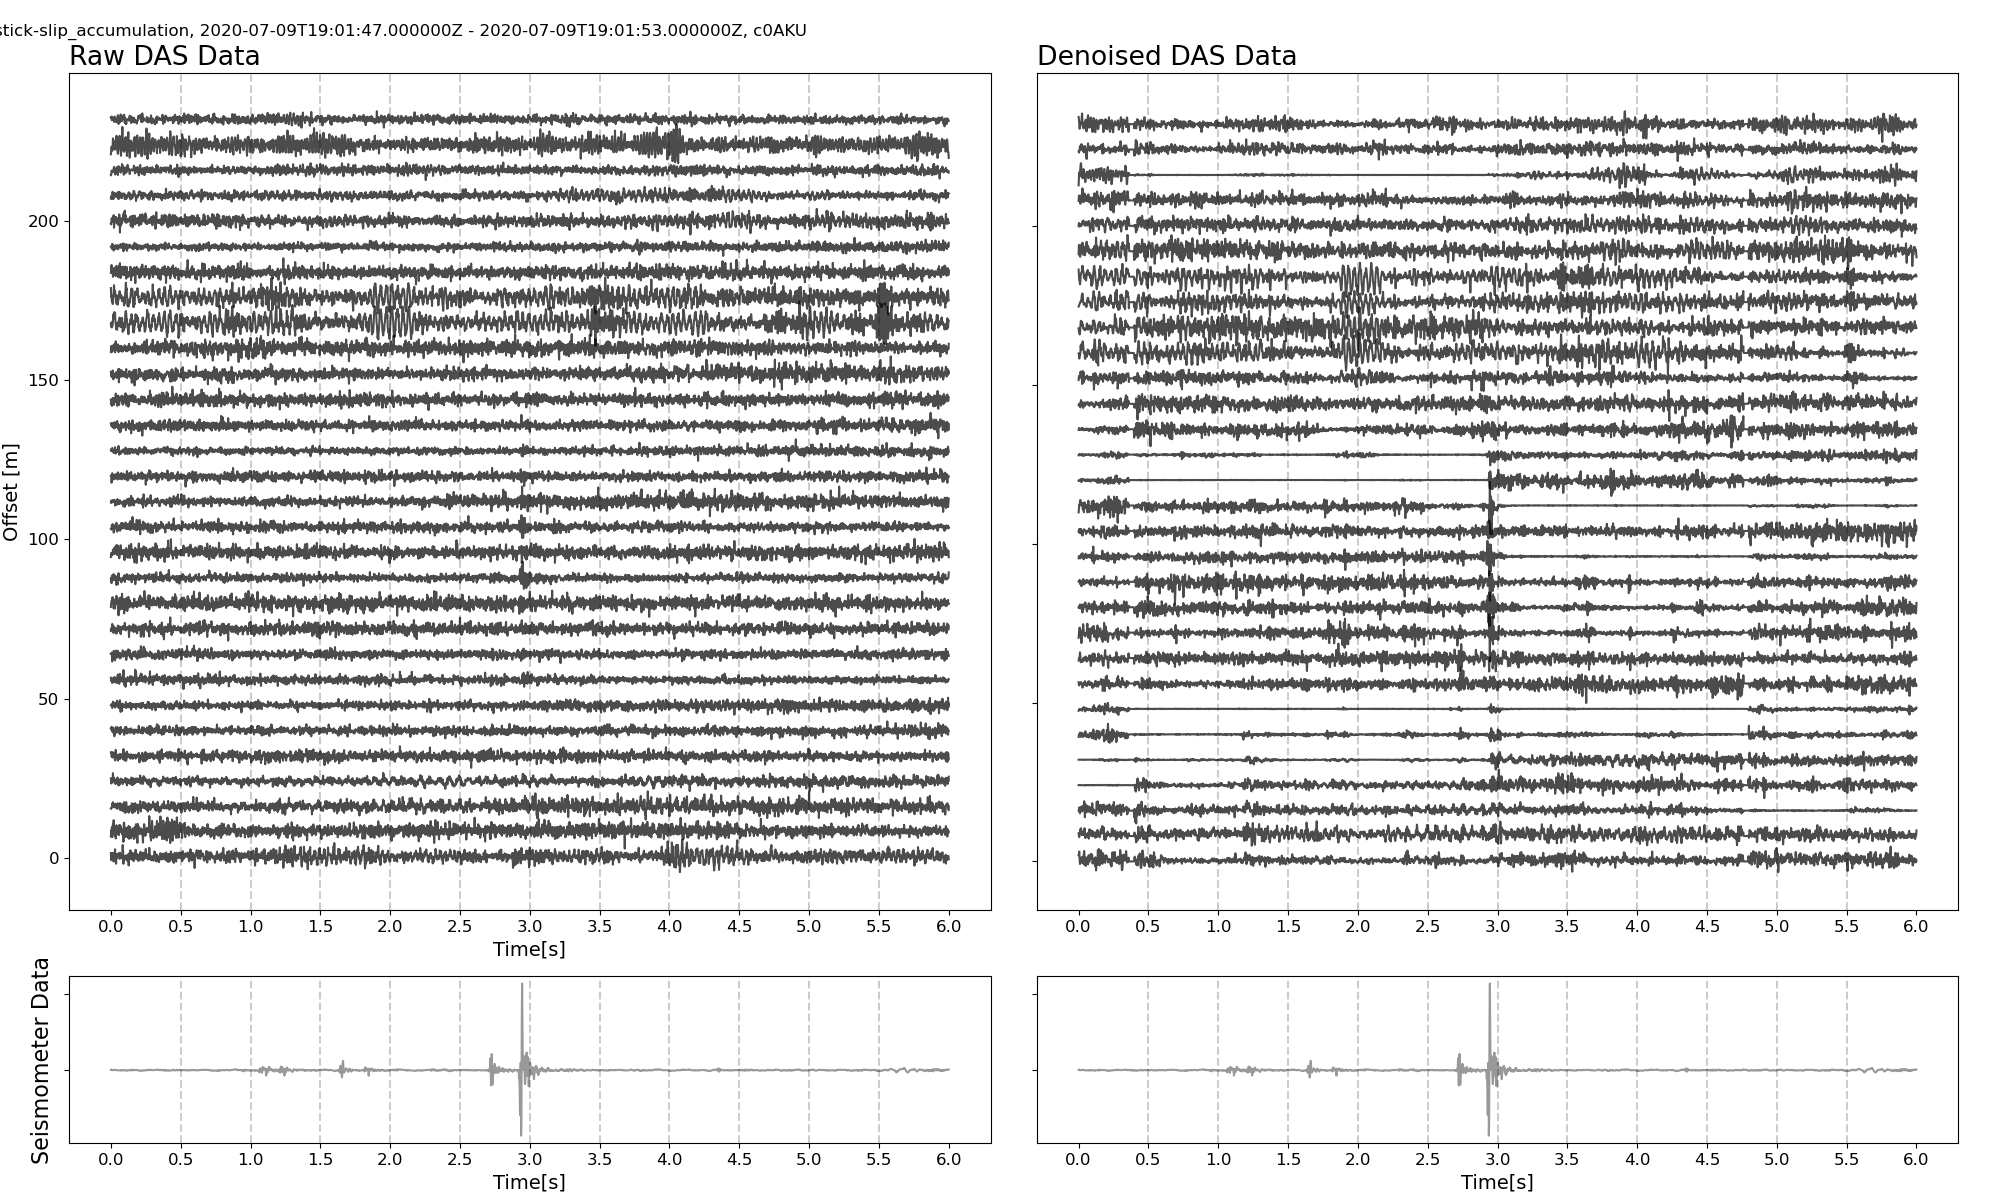 stick-slip_accumulation, 2020-07-09T19:01:47.000000Z - 2020-07-09T19:01:53.000000Z, c0AKU
Raw DAS Data
Denoised DAS Data
Offset [m]
200
150
100
50
0
0.0 0.5 1.0 1.5 2.0 2.5 3.0 3.5 4.0 4.5 5.0 5.5 6.0
Time[s]
0.0 0.5 1.0 1.5 2.0 2.5 3.0 3.5 4.0 4.5 5.0 5.5 6.0
Seismometer Data
0.0 0.5 1.0 1.5 2.0 2.5 3.0 3.5 4.0 4.5 5.0 5.5 6.0
Time[s]
0.0 0.5 1.0 1.5 2.0 2.5 3.0 3.5 4.0 4.5 5.0 5.5 6.0
Time[s]